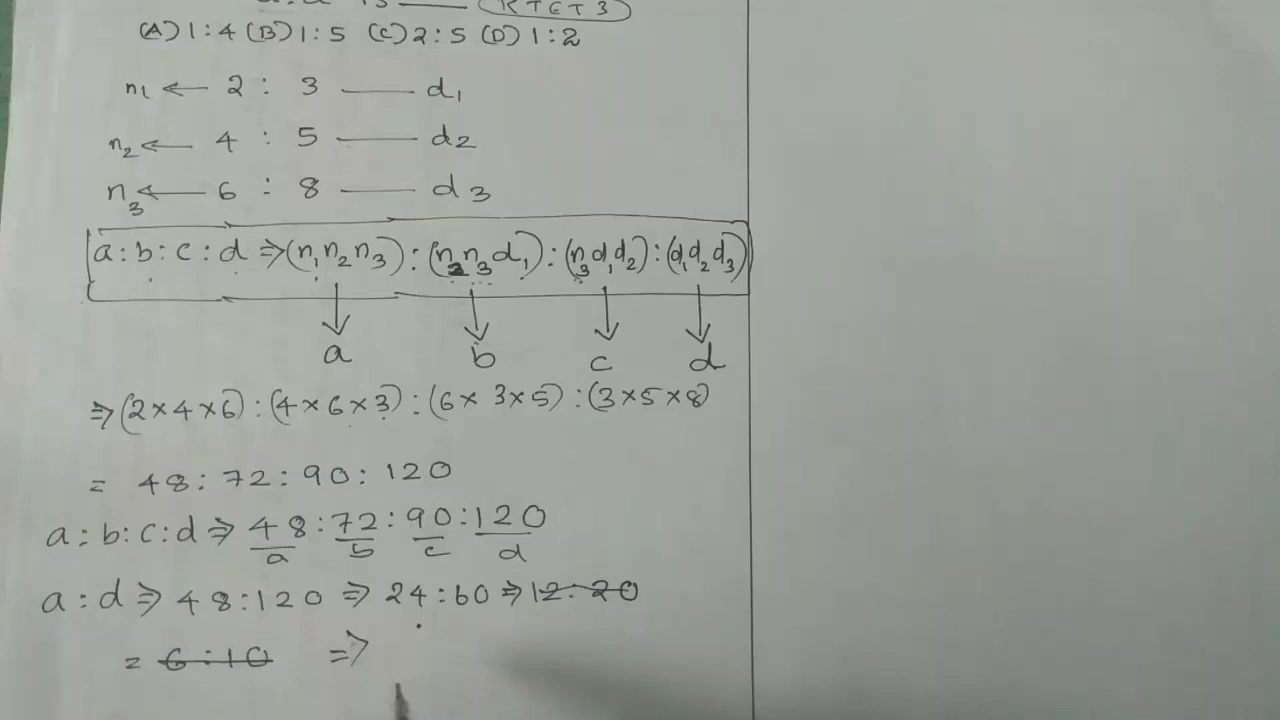 (KTET 3)
(A) 1:4 (B) 1:5 (C) 2:5 (D) 1:2
n1 ← 2 : 3 — d1
n2 ← 4 : 5 — d2
n3 ← 6 : 8 — d3
a:b:c:d ⇒ (n1n2n3) : (n2n3d1) : (n3d1d2) : (d1d2d3)
a b c d
⇒ (2×4×6) : (4×6×3) : (6×3×5) : (3×5×8)
= 48:72:90:120
a:b:c:d ⇒ 48:72:90:120
a b c d
a:d ⇒ 48:120 ⇒ 24:60 ⇒ 12:20
= 6:10 ⇒